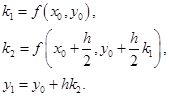 k₁ = f(x₀, y₀),
k₂ = f(x₀ + h/2, y₀ + h/2 k₁),
y₁ = y₀ + hk₂.